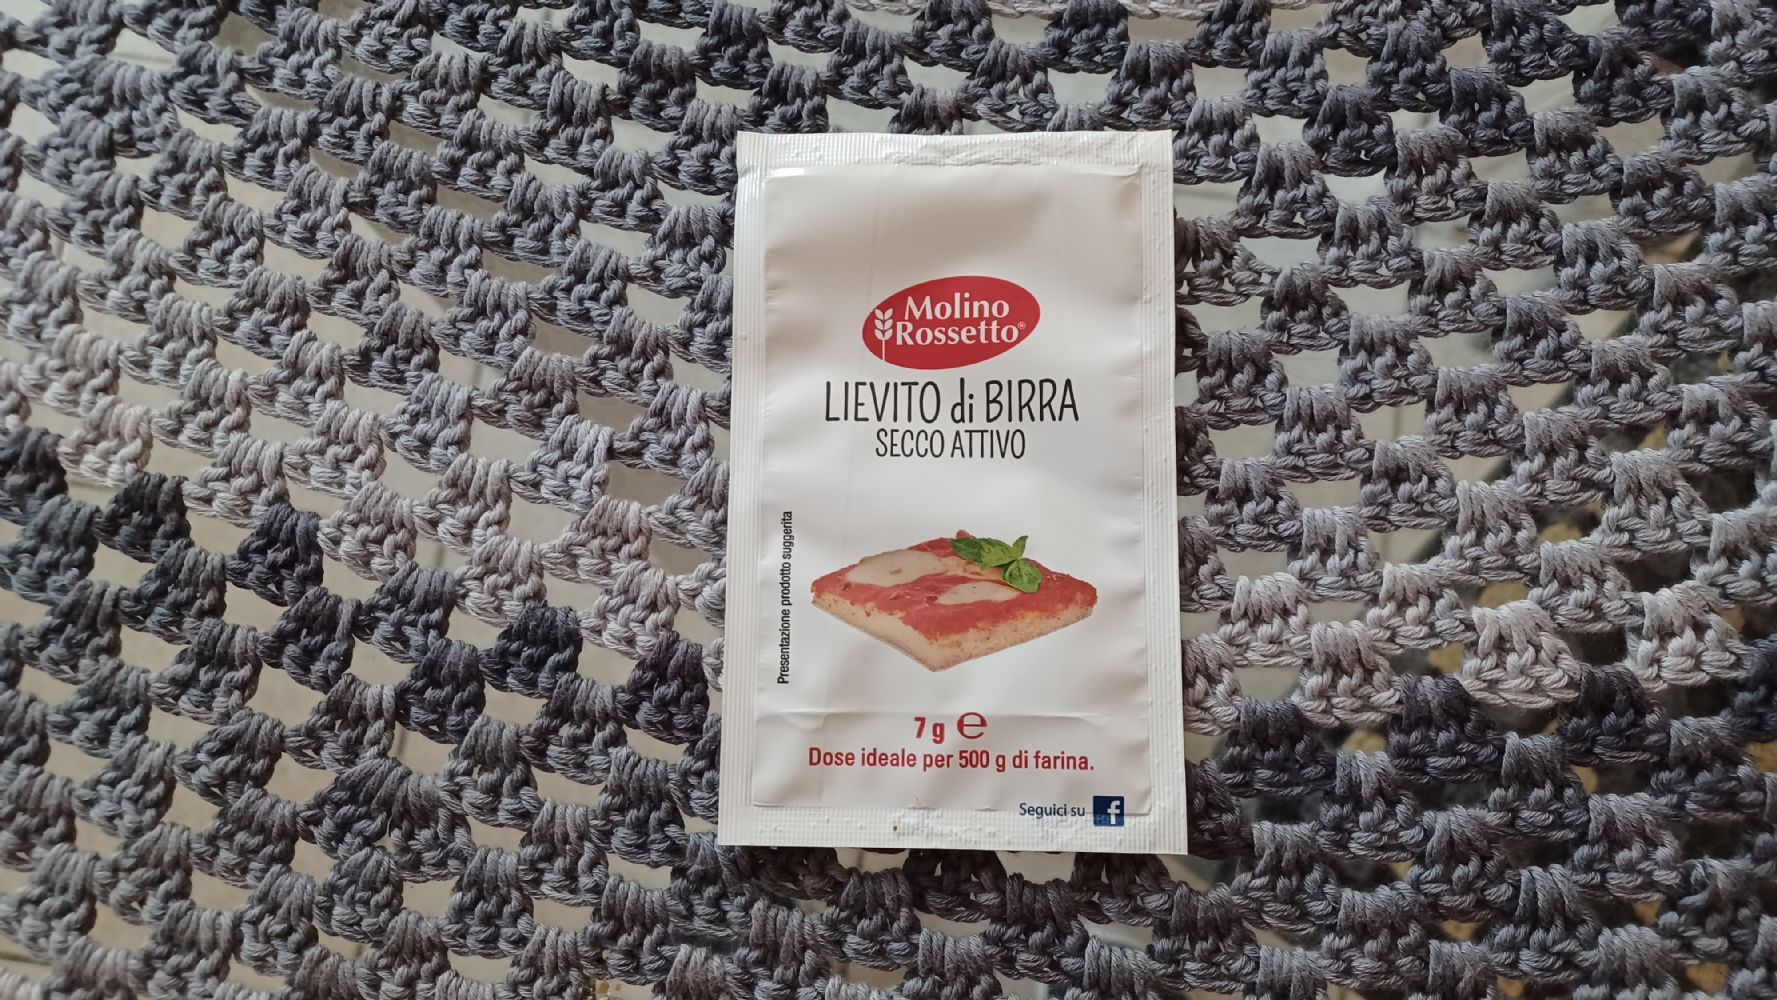 Molino
Rossetto®
LIEVITO di BIRRA
SECCO ATTIVO
Presentazione prodotto suggerita
7 g ℮
Dose ideale per 500 g di farina.
Seguici su f